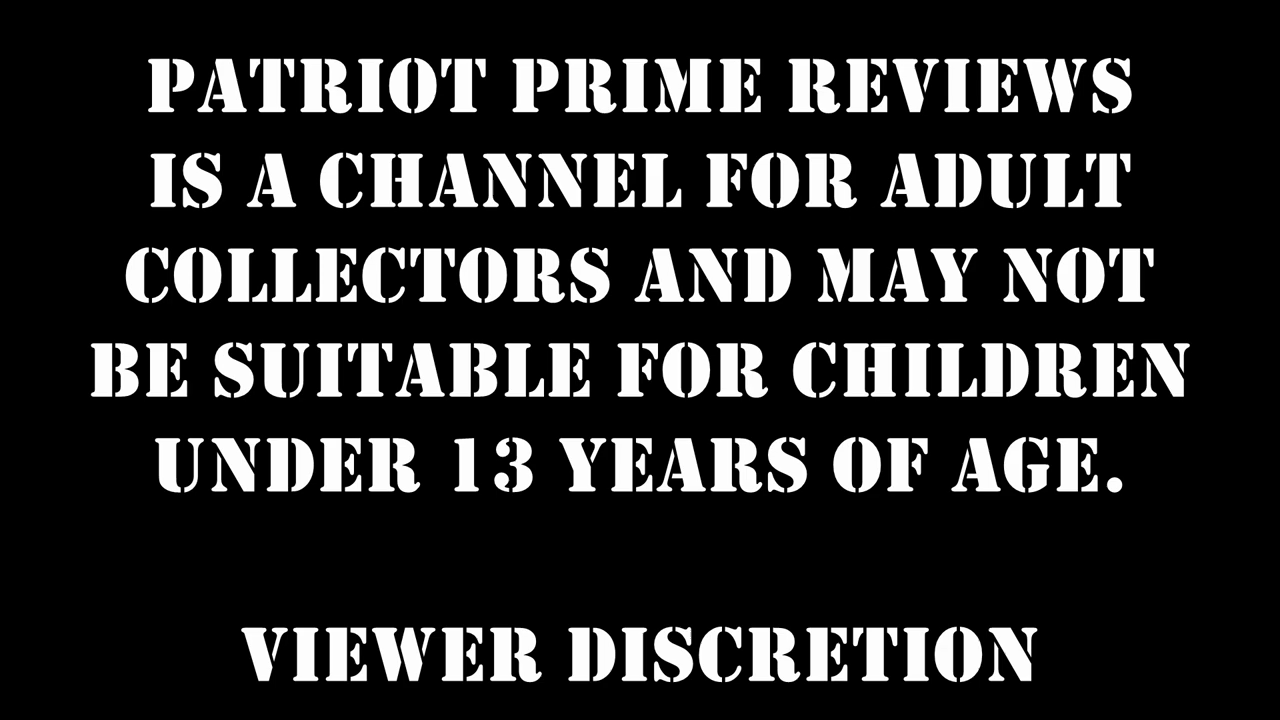 PATRIOT PRIME REVIEWS
IS A CHANNEL FOR ADULT
COLLECTORS AND MAY NOT
BE SUITABLE FOR CHILDREN
UNDER 13 YEARS OF AGE.
VIEWER DISCRETION